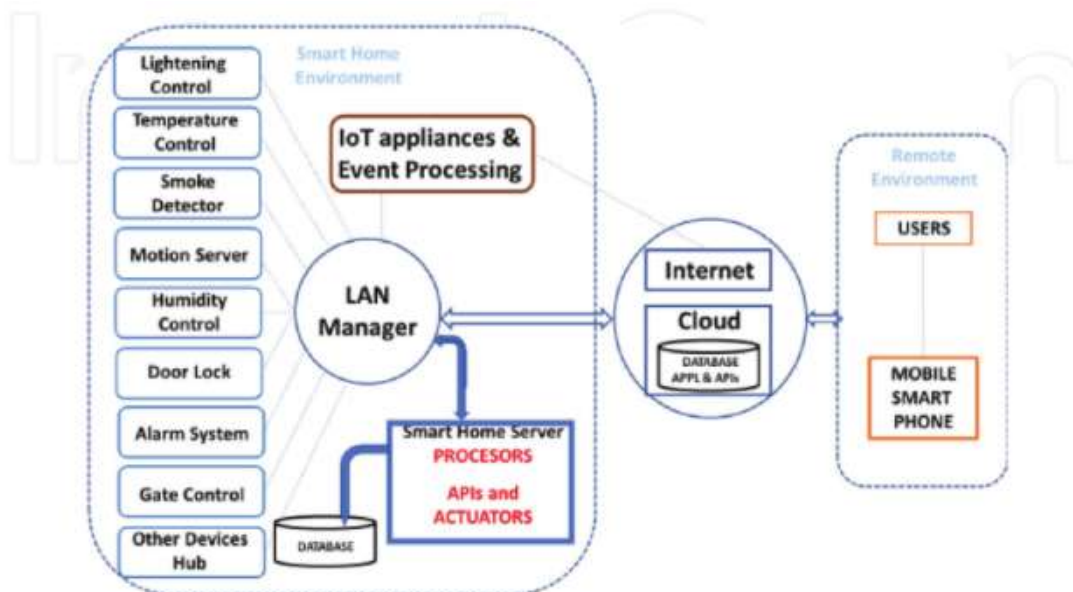 Smart Home
Environment
Lightening
Control
Temperature
Control
Smoke
Detector
Motion Server
Humidity
Control
Door Lock
Alarm System
Gate Control
Other Devices
Hub
IoT appliances &
Event Processing
LAN
Manager
Smart Home Server
PROCESORS
APIs and
ACTUATORS
DATABASE
Internet
Cloud
DATABASE
APPL & APIs
Remote
Environment
USERS
MOBILE
SMART
PHONE